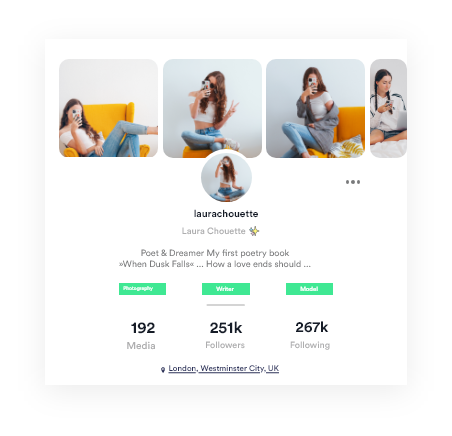 laurachouette
Laura Chouette
Poet & Dreamer My first poetry book
»When Dusk Falls« ... How a love ends should ...
Photography Writer Model
192 251k 267k
Media Followers Following
London, Westminster City, UK